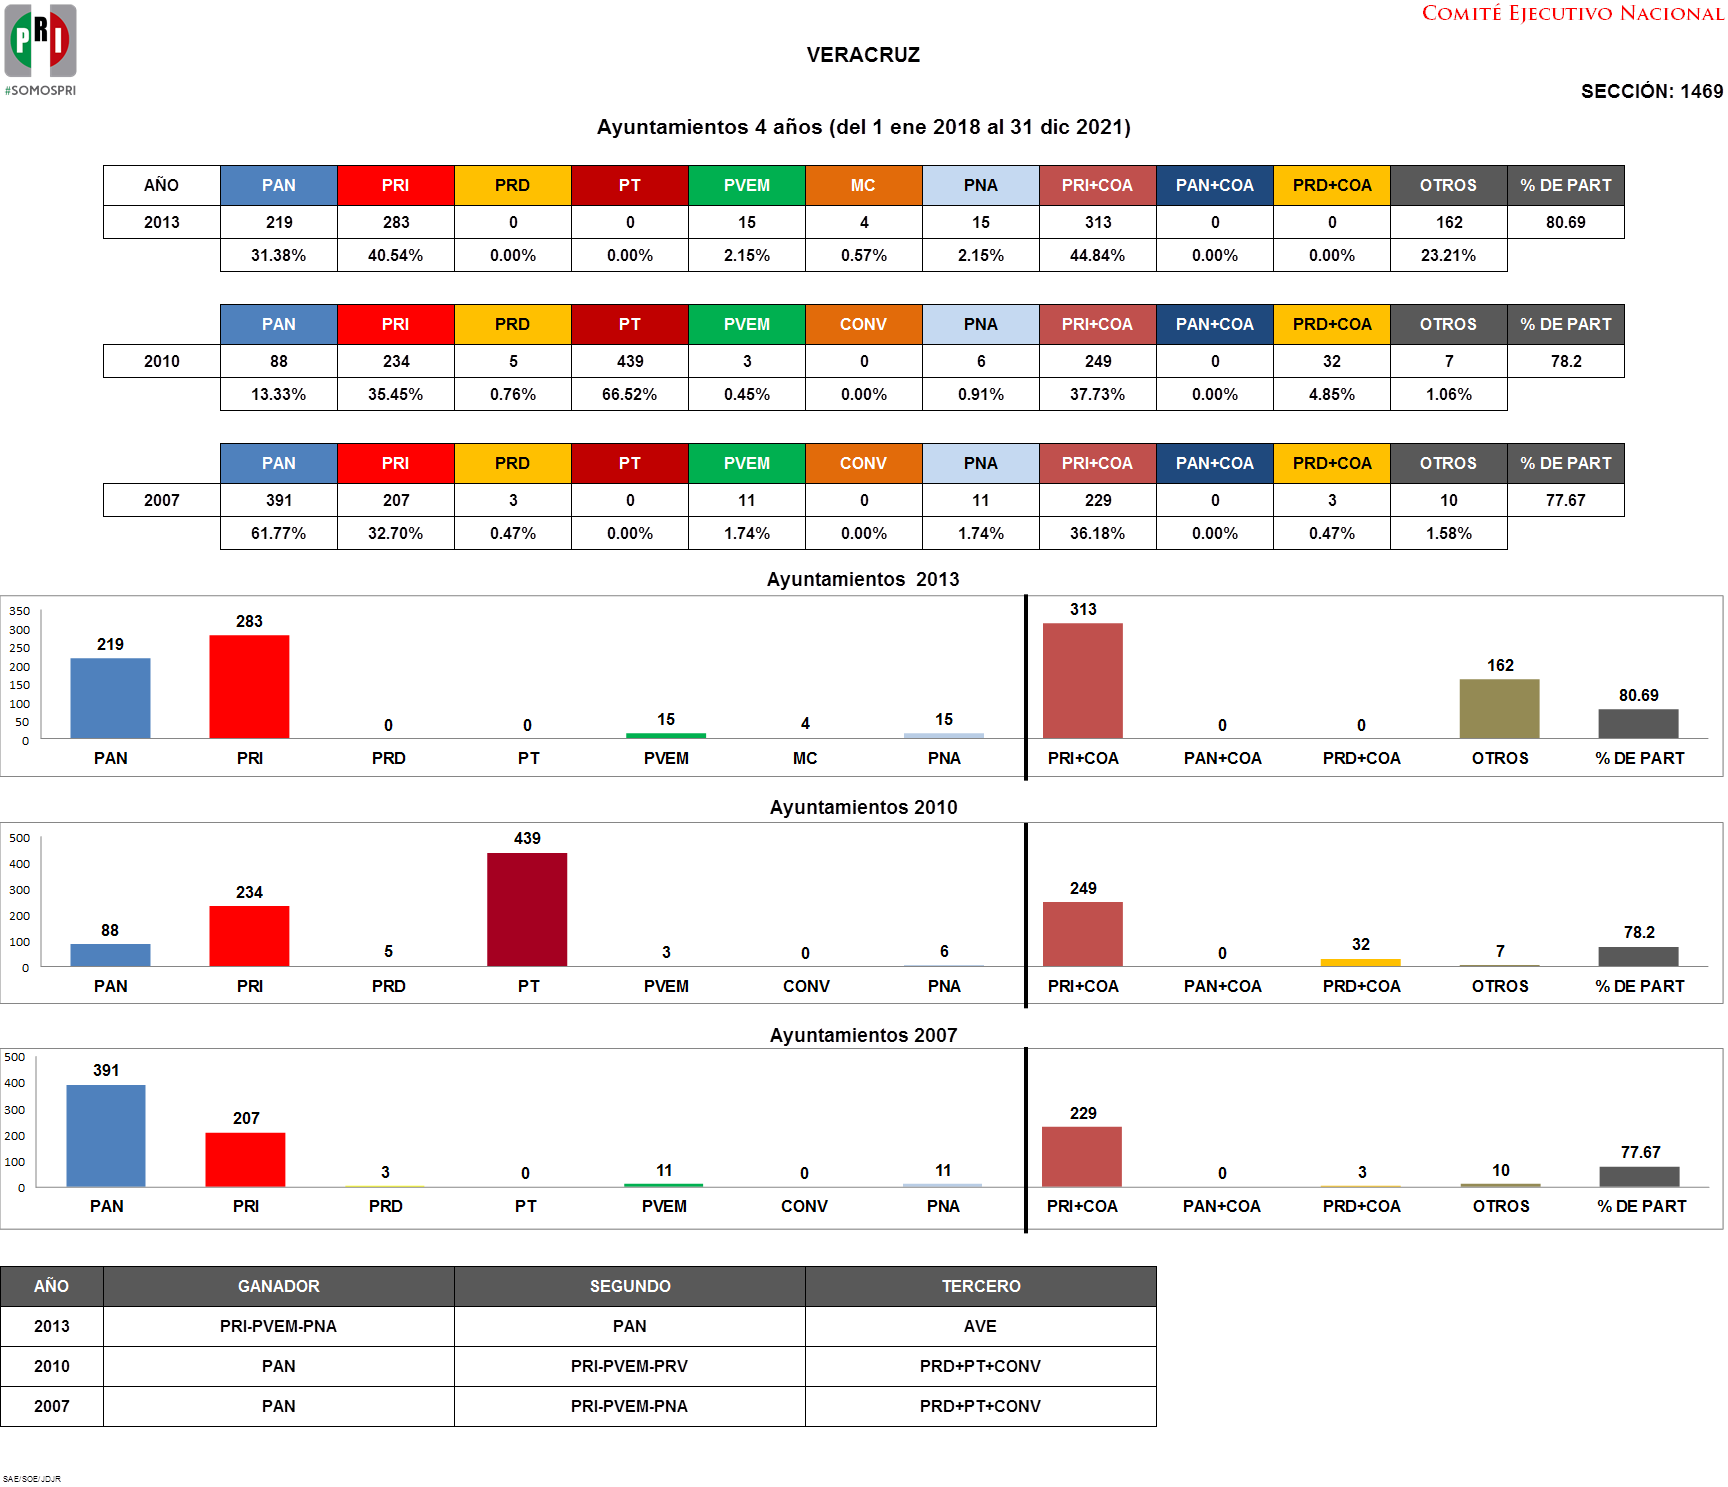 PRI
#SOMOSPRI
COMITÉ EJECUTIVO NACIONAL
VERACRUZ
SECCIÓN: 1469
Ayuntamientos 4 años (del 1 ene 2018 al 31 dic 2021)
AÑO PAN PRI PRD PT PVEM MC PNA PRI+COA PAN+COA PRD+COA OTROS % DE PART
2013 219 283 0 0 15 4 15 313 0 0 162 80.69
31.38% 40.54% 0.00% 0.00% 2.15% 0.57% 2.15% 44.84% 0.00% 0.00% 23.21%
PAN PRI PRD PT PVEM CONV PNA PRI+COA PAN+COA PRD+COA OTROS % DE PART
2010 88 234 5 439 3 0 6 249 0 32 7 78.2
13.33% 35.45% 0.76% 66.52% 0.45% 0.00% 0.91% 37.73% 0.00% 4.85% 1.06%
PAN PRI PRD PT PVEM CONV PNA PRI+COA PAN+COA PRD+COA OTROS % DE PART
2007 391 207 3 0 11 0 11 229 0 3 10 77.67
61.77% 32.70% 0.47% 0.00% 1.74% 0.00% 1.74% 36.18% 0.00% 0.47% 1.58%
Ayuntamientos 2013
350
300
250
200
150
100
50
0
219 283 0 0 15 4 15 313 0 0 162 80.69
PAN PRI PRD PT PVEM MC PNA PRI+COA PAN+COA PRD+COA OTROS % DE PART
Ayuntamientos 2010
500
400
300
200
100
0
88 234 5 439 3 0 6 249 0 32 7 78.2
PAN PRI PRD PT PVEM CONV PNA PRI+COA PAN+COA PRD+COA OTROS % DE PART
Ayuntamientos 2007
500
400
300
200
100
0
391 207 3 0 11 0 11 229 0 3 10 77.67
PAN PRI PRD PT PVEM CONV PNA PRI+COA PAN+COA PRD+COA OTROS % DE PART
AÑO GANADOR SEGUNDO TERCERO
2013 PRI-PVEM-PNA PAN AVE
2010 PAN PRI-PVEM-PRV PRD+PT+CONV
2007 PAN PRI-PVEM-PNA PRD+PT+CONV
SAE/SOE/JDJR